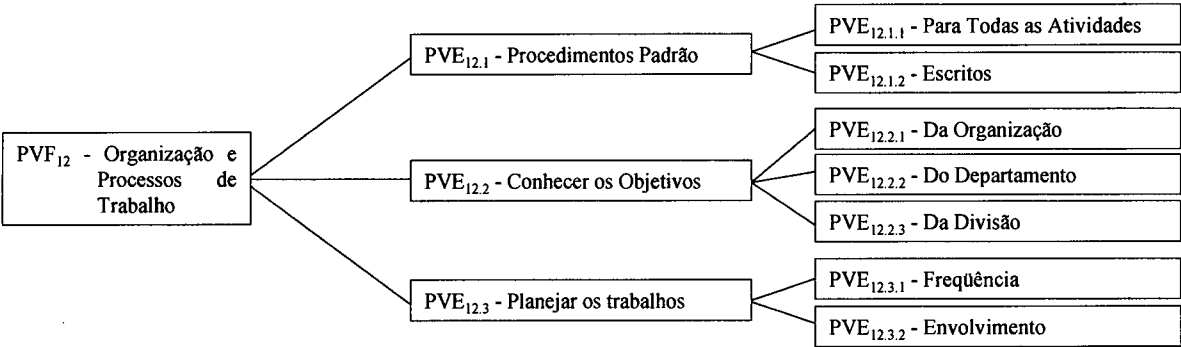 PVE12.1.1 - Para Todas as Atividades
PVE12.1 - Procedimentos Padrão
PVE12.1.2 - Escritos
PVE12.2.1 - Da Organização
PVF12 - Organização e
Processos de
Trabalho
PVE12.2 - Conhecer os Objetivos
PVE12.2.2 - Do Departamento
PVE12.2.3 - Da Divisão
PVE12.3.1 - Freqüência
PVE12.3 - Planejar os trabalhos
PVE12.3.2 - Envolvimento